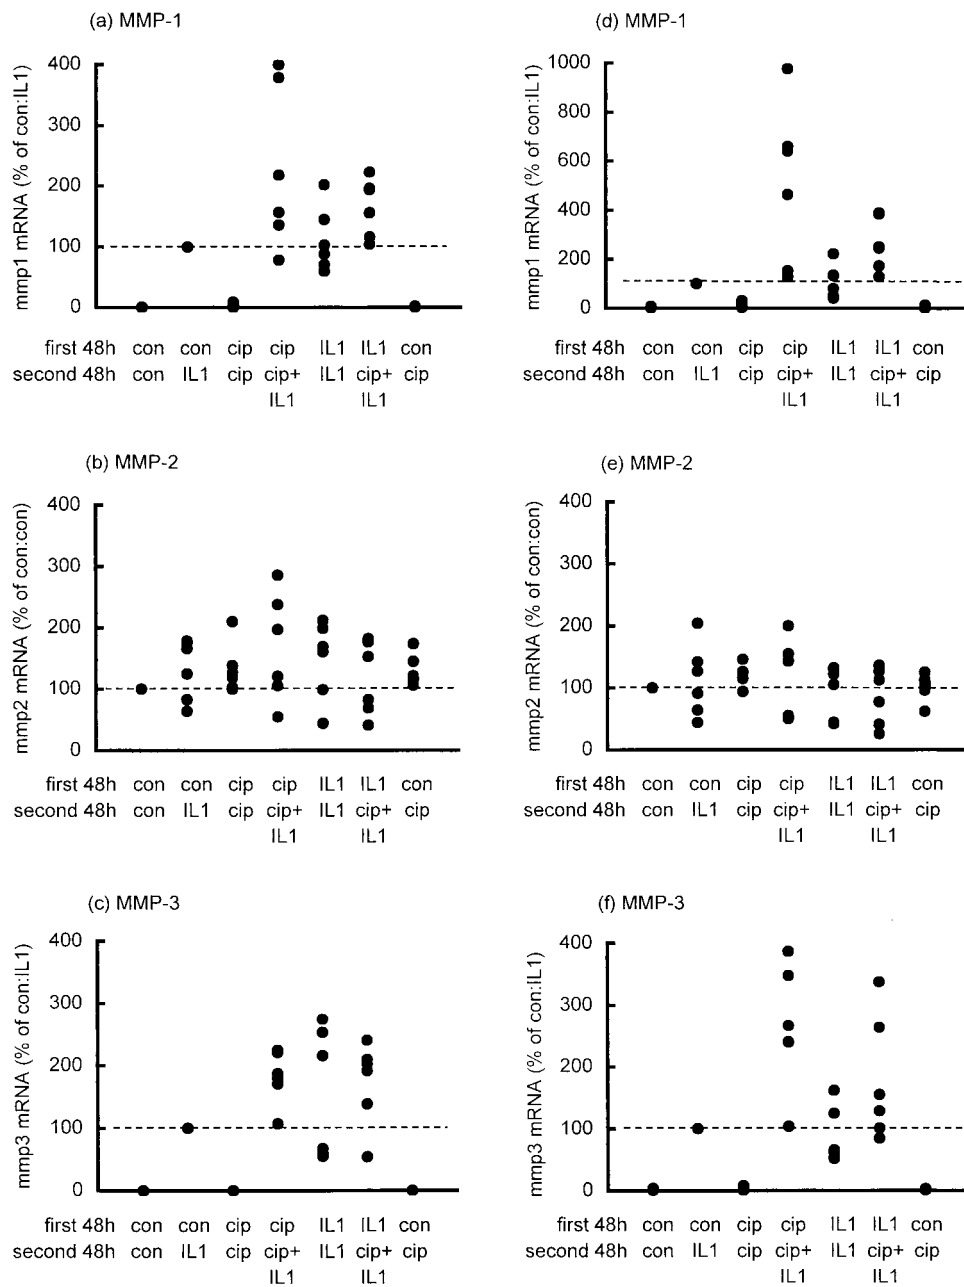 (a) MMP-1
mmp1 mRNA (% of con:IL1)
400
300
200
100
0
first 48h con con cip cip IL1 IL1 con
second 48h con IL1 cip cip+ IL1 cip+ cip
IL1 IL1
(d) MMP-1
mmp1 mRNA (% of con:IL1)
1000
800
600
400
200
0
first 48h con con cip cip IL1 IL1 con
second 48h con IL1 cip cip+ IL1 cip+ cip
IL1 IL1
(b) MMP-2
mmp2 mRNA (% of con:con)
400
300
200
100
0
first 48h con con cip cip IL1 IL1 con
second 48h con IL1 cip cip+ IL1 cip+ cip
IL1 IL1
(e) MMP-2
mmp2 mRNA (% of con:con)
400
300
200
100
0
first 48h con con cip cip IL1 IL1 con
second 48h con IL1 cip cip+ IL1 cip+ cip
IL1 IL1
(c) MMP-3
mmp3 mRNA (% of con:IL1)
400
300
200
100
0
first 48h con con cip cip IL1 IL1 con
second 48h con IL1 cip cip+ IL1 cip+ cip
IL1 IL1
(f) MMP-3
mmp3 mRNA (% of con:IL1)
400
300
200
100
0
first 48h con con cip cip IL1 IL1 con
second 48h con IL1 cip cip+ IL1 cip+ cip
IL1 IL1